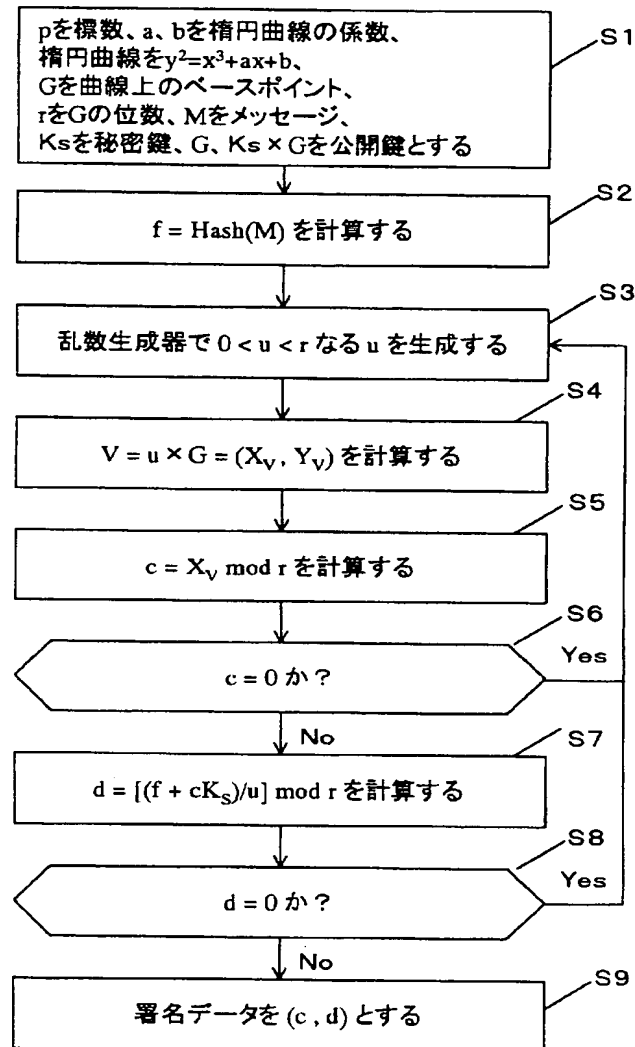 pを標数、a、bを楕円曲線の係数、
楕円曲線をy²=x³+ax+b、
Gを曲線上のベースポイント、
rをGの位数、Mをメッセージ、
Ksを秘密鍵、G、Ks×Gを公開鍵とする
S1
S2
f = Hash(M) を計算する
S3
乱数生成器で 0 < u < r なる u を生成する
S4
V = u × G = (X_V, Y_V) を計算する
S5
c = X_V mod r を計算する
S6
c = 0 か？
Yes
No
S7
d = [(f + cK_S)/u] mod r を計算する
S8
d = 0 か？
Yes
No
S9
署名データを (c , d) とする